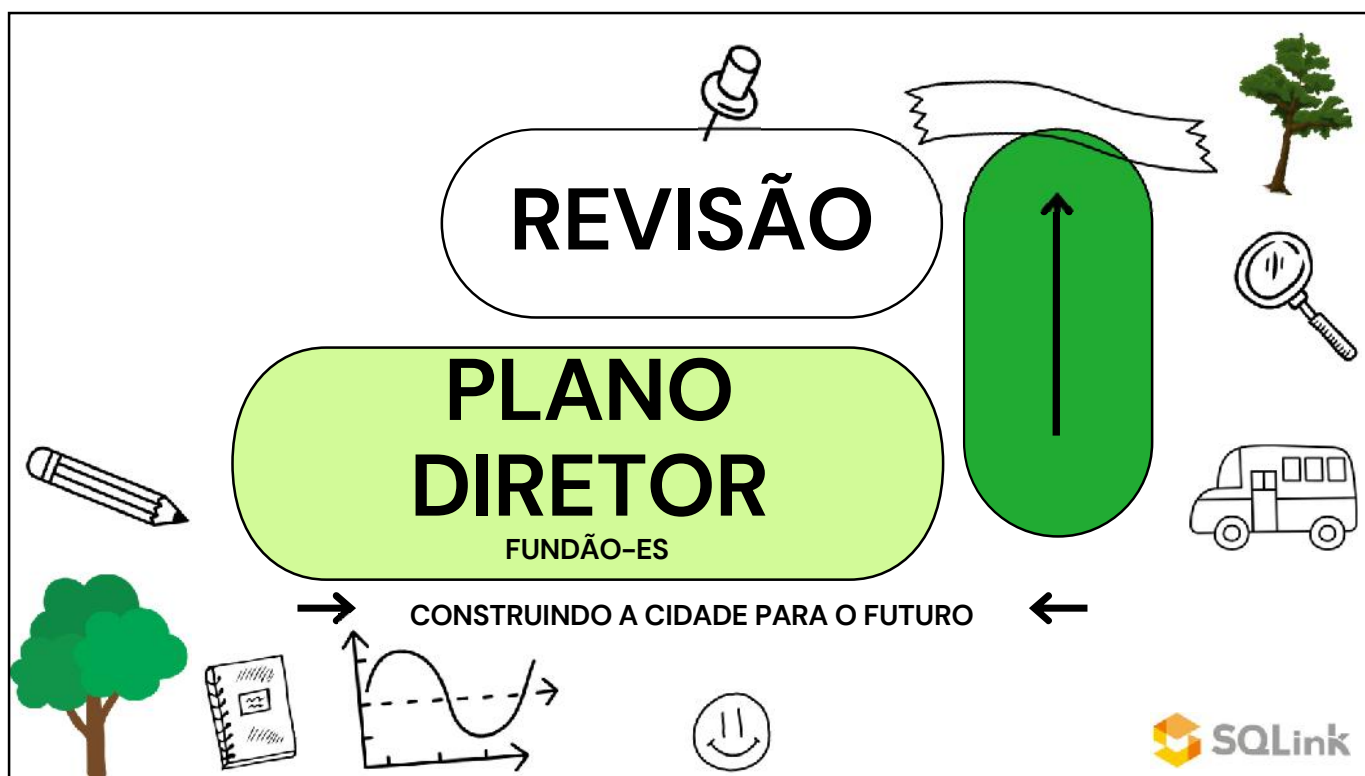 REVISÃO
PLANO
DIRETOR
FUNDÃO-ES
CONSTRUINDO A CIDADE PARA O FUTURO
SQLink